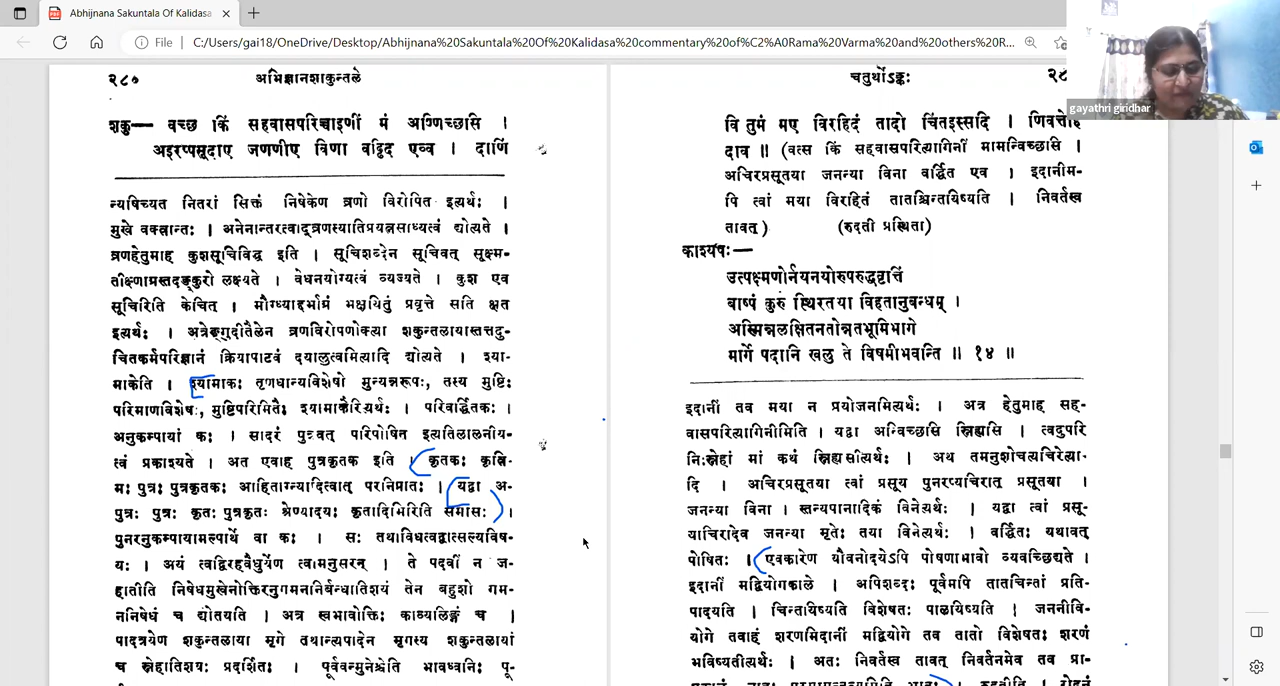 Abhijnana Sakuntala Of Kalidasa
File
C:/Users/gai18/OneDrive/Desktop/Abhijnana%20Sakuntala%20Of%20Kalidasa%20commentary%20of%C2%A0Rama%20Varma%20and%20others%20R...
gayathri giridhar
२८० अभिज्ञानशाकुन्तले
शकु— वच्छ किं सहवासपरिच्चाइणीं मं अण्णिच्छासि ।
अइरप्पसूदाए जणणीए विणा वड्ढिद एव्व । दाणिं
न्यषिच्यत नितरां सिक्तं निषेकेण व्रणो विरोपित इत्यर्थः ।
मुखे वक्त्रान्तः । अनेनान्तरत्वाद्व्रणस्यातिप्रयत्नसाध्यत्वं द्योत्यते ।
व्रणहेतुमाह कुशसूचिविद्ध इति । सूचिशब्देन सूचिवत् सूक्ष्म-
तीक्ष्णाग्रस्तदङ्कुरो लक्ष्यते । वेधनयोग्यत्वं व्यज्यते । कुश एव
सूचिरिति केचित् । मौग्ध्याद्दर्भाग्रं भक्षयितुं प्रवृत्ते सति क्षत
इत्यर्थः । अत्रेङ्गुदीतैलेन व्रणविरोपणोक्त्या शकुन्तलायास्तत्तदु-
चितकर्मपरिज्ञानं क्रियापाटवं दयालुत्वमित्यादि द्योत्यते । श्या-
माकेति । श्यामाकः तृणधान्यविशेषो मुन्यन्नरूपः, तस्य मुष्टिः
परिमाणविशेषः, मुष्टिपरिमितैः श्यामाकैरित्यर्थः । परिवर्द्धितकः ।
अनुकम्पायां कः । सादरं पुत्रवत् परिपोषित इत्यतिलालनीय-
त्वं प्रकाश्यते । अत एवाह पुत्रकृतक इति । कृतकः कृत्रि-
मः पुत्रः पुत्रकृतकः आहिताग्न्यादित्वात् परनिपातः । यद्वा अ-
पुत्रः पुत्रः कृतः पुत्रकृतः श्रेण्यादयः कृतादिभिरिति समासः ।
पुनरनुकम्पायामल्पार्थे वा कः । सः तथाविधत्वद्वात्सल्यविष-
यः । अयं त्वद्विरहवैधुर्येण त्वामनुसरन् । ते पदवीं न ज-
हातीति निषेधमुखेनोक्तिरनुगमननिर्बन्धातिशयं तेन बहुशो गम-
ननिषेधं च द्योतयति । अत्र स्वभावोक्तिः काव्यलिङ्गं च ।
पादत्रयेण शकुन्तलाया मृगे तथान्त्यपादेन मृगस्य शकुन्तलायां
च स्नेहातिशयः प्रदर्शितः । पूर्ववन्मुनेश्चेति भावध्वनिः पू-
चतुर्थोऽङ्कः
वि तुमं मए विरहिदं तादो चिंतइस्सदि । णिवत्तेहि
दाव ॥ (वत्स किं सहवासपरित्यागिनीं मामन्विच्छासि ।
अचिरप्रसूतया जनन्या विना वर्द्धित एव । इदानीम-
पि त्वां मया विरहितं तातश्चिन्तयिष्यति । निवर्तस्व
तावत् ) (रुदती प्रस्थिता)
काश्यपः—
उत्पक्ष्मणोर्नयनयोरुपरुद्धवृत्तिं
बाष्पं कुरु स्थिरतया विहतानुबन्धम् ।
अस्मिन्नलक्षितनतोन्नतभूमिभागे
मार्गे पदानि खलु ते विषमीभवन्ति ॥ १४ ॥
इदानीं तव मया न प्रयोजनमित्यर्थः । अत्र हेतुमाह सह-
वासपरित्यागिनीमिति । यद्वा अन्विच्छसि स्निह्यसि । त्वदुपरि
निःस्नेहां मां कथं स्निह्यसीत्यर्थः । अथ तमनुशोचत्यचिरेत्या-
दि । अचिरप्रसूतया त्वां प्रसूय पुनरप्यचिरात् प्रसूतया ।
जनन्या विना । स्तन्यपानादिकं विनेत्यर्थः । यद्वा त्वां प्रसू-
याचिरादेव जनन्या मृतेः तया विनेत्यर्थः । वर्द्धितः यथावत्
पोषितः । एवकारेण यौवनोदयेऽपि पोषणाभावो व्यवच्छिद्यते ।
इदानीं मद्वियोगकाले । अपिशब्दः पूर्वमपि तातचिन्तां प्रति-
पादयति । चिन्तयिष्यति विशेषतः पालयिष्यति । जननीवि-
योगे तवाहं शरणमिदानीं मद्वियोगे तव तातो विशेषतः शरणं
भविष्यतीत्यर्थः । अतः निवर्तस्व तावत् निवर्तनमेव तव प्रा-